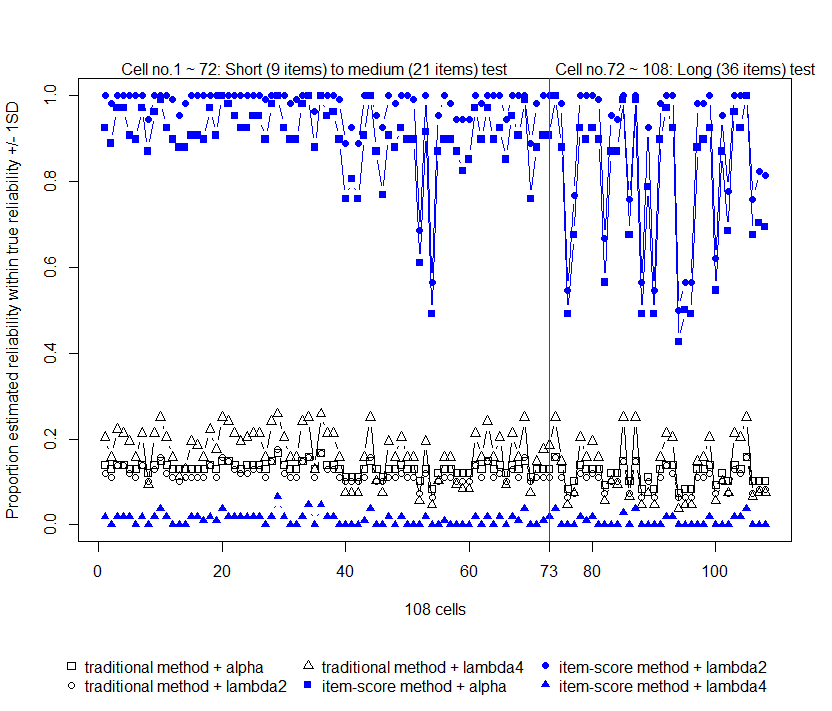 Cell no.1 ~ 72: Short (9 items) to medium (21 items) test
Cell no.72 ~ 108: Long (36 items) test
Proportion estimated reliability within true reliability +/- 1SD
1.0
0.8
0.6
0.4
0.2
0.0
0
20
40
60
73
80
100
108 cells
traditional method + alpha
traditional method + lambda2
traditional method + lambda4
item-score method + alpha
item-score method + lambda2
item-score method + lambda4